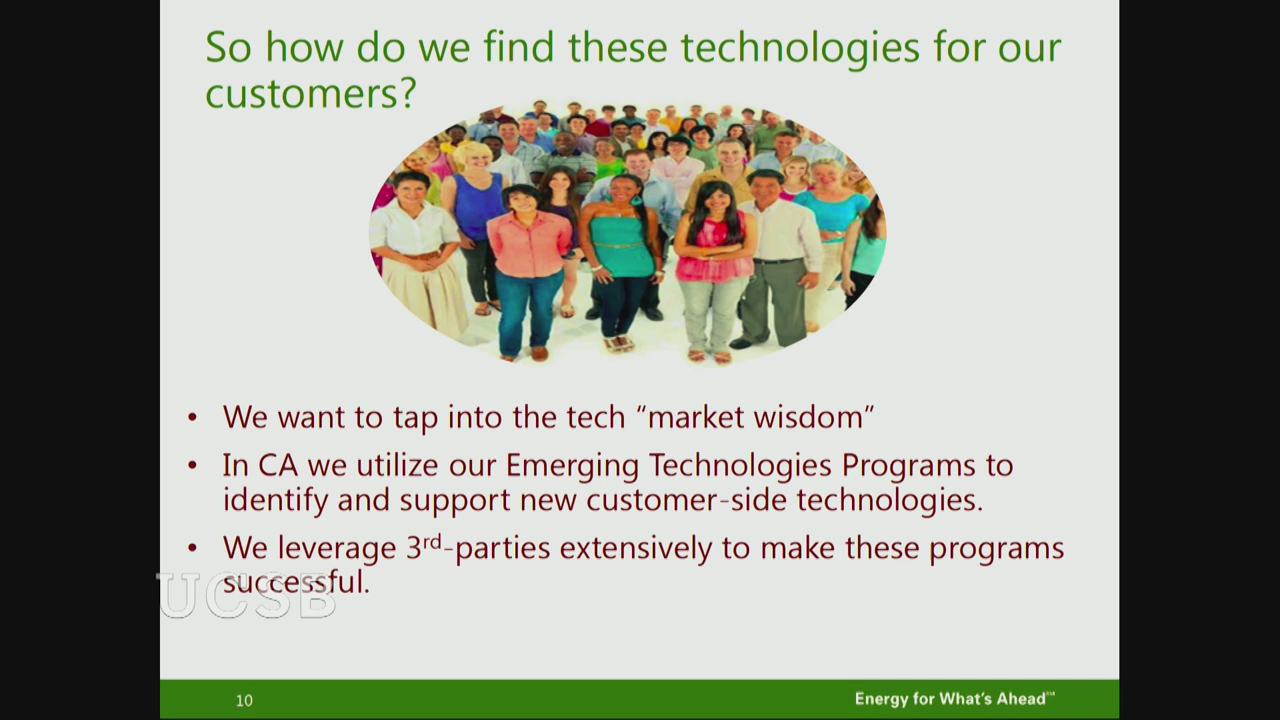 So how do we find these technologies for our
customers?
• We want to tap into the tech “market wisdom”
• In CA we utilize our Emerging Technologies Programs to
identify and support new customer-side technologies.
• We leverage 3rd-parties extensively to make these programs
successful.
UCSB
10
Energy for What's Ahead℠